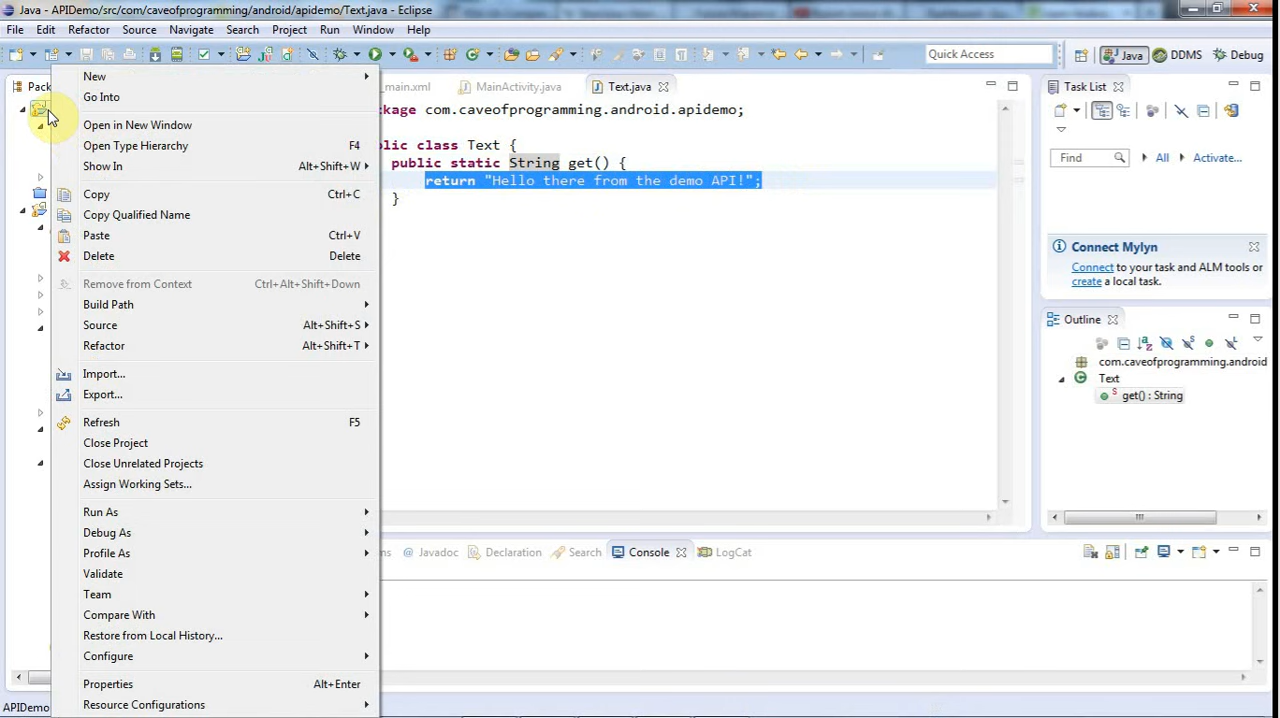 Java - APIDemo/src/com/caveofprogramming/android/apidemo/Text.java - Eclipse
File Edit Refactor Source Navigate Search Project Run Window Help
Quick Access Java DDMS Debug
Pack
_main.xml MainActivity.java Text.java
Task List
New
Go Into
Open in New Window
Open Type Hierarchy F4
Show In Alt+Shift+W
Copy Ctrl+C
Copy Qualified Name
Paste Ctrl+V
Delete Delete
Remove from Context Ctrl+Alt+Shift+Down
Build Path
Source Alt+Shift+S
Refactor Alt+Shift+T
Import...
Export...
Refresh F5
Close Project
Close Unrelated Projects
Assign Working Sets...
Run As
Debug As
Profile As
Validate
Team
Compare With
Restore from Local History...
Configure
Properties Alt+Enter
Resource Configurations
ckage com.caveofprogramming.android.apidemo;
blic class Text {
public static String get() {
return "Hello there from the demo API!";
}
Find All Activate...
Connect Mylyn
Connect to your task and ALM tools or
create a local task.
Outline
com.caveofprogramming.android
Text
S get() : String
ms @ Javadoc Declaration Search Console LogCat
APIDemo